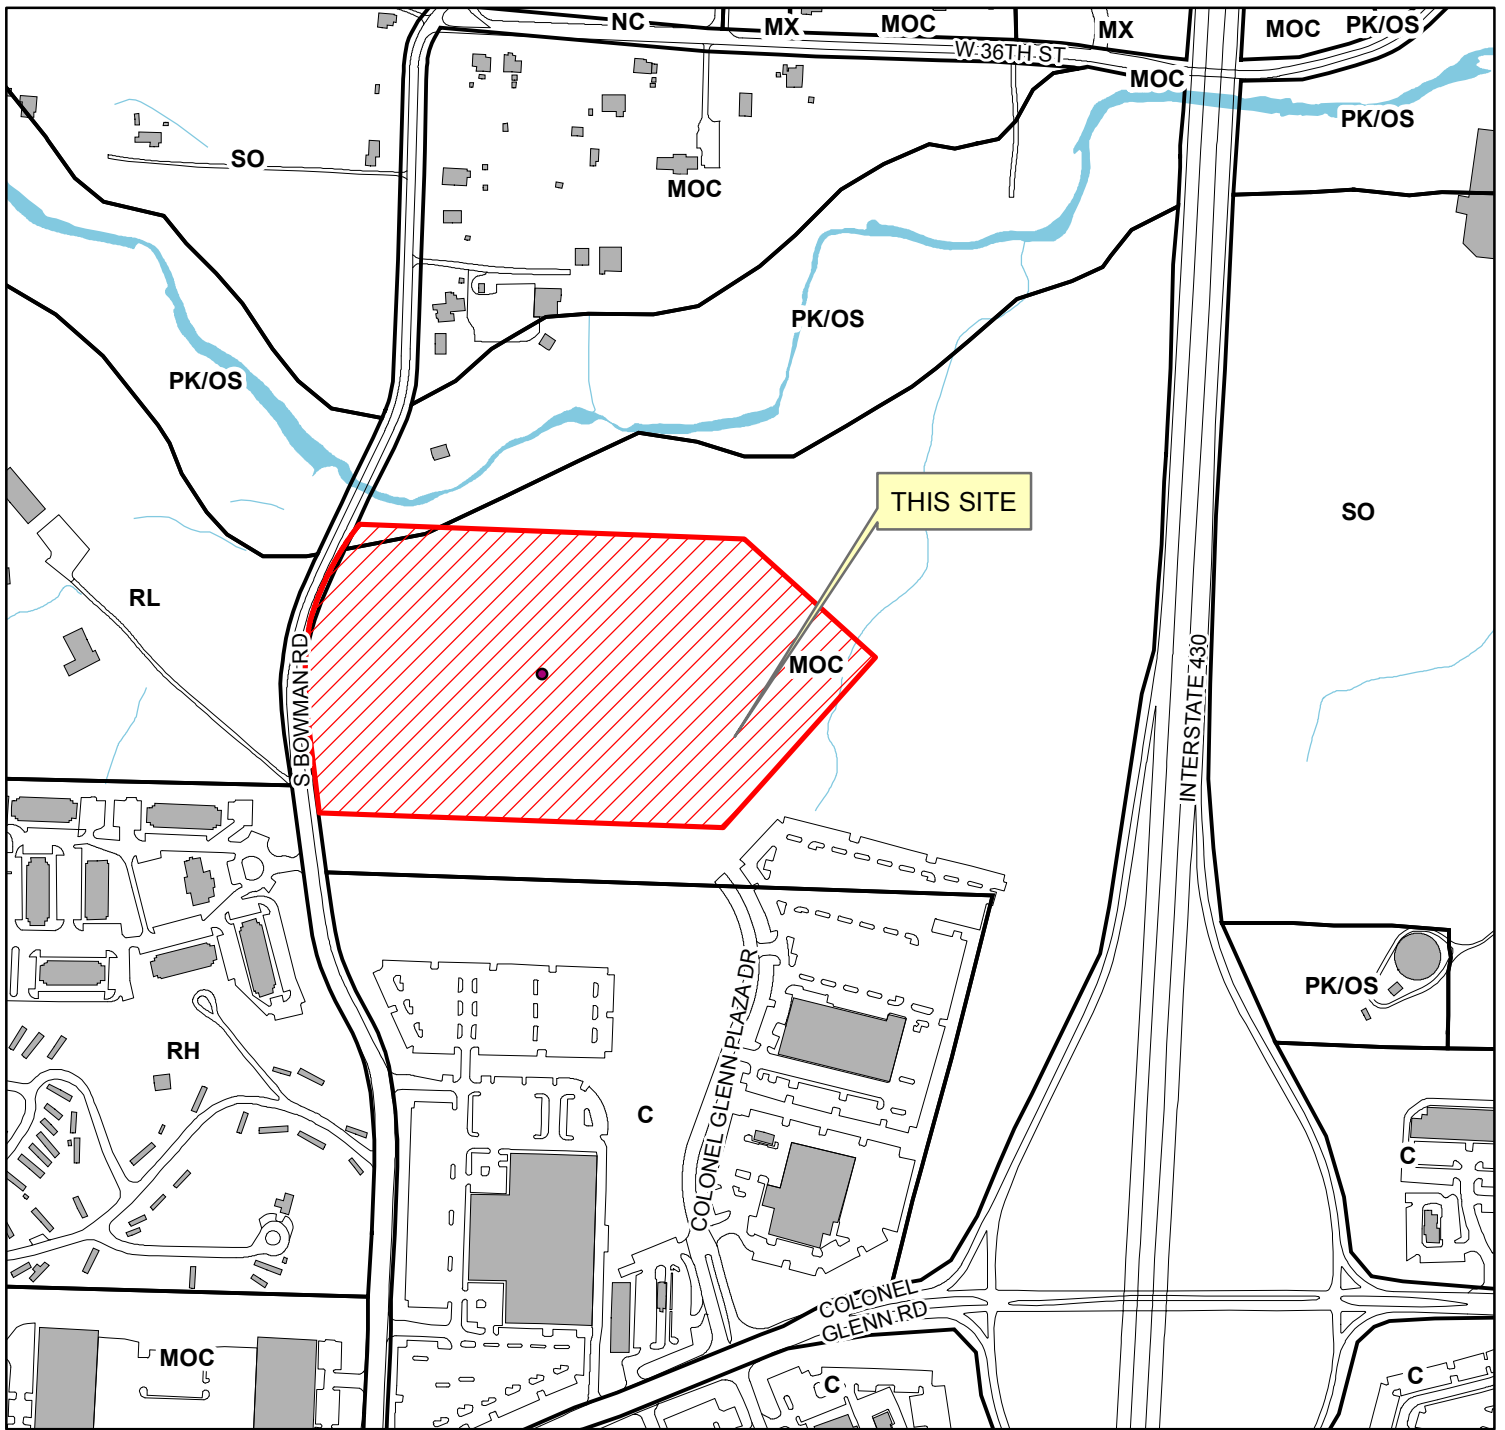 NC
MX
MOC
MX
MOC
PK/OS
W 36TH ST
MOC
PK/OS
SO
MOC
PK/OS
PK/OS
THIS SITE
SO
RL
S BOWMAN RD
MOC
INTERSTATE 430
PK/OS
RH
C
COLONEL GLENN PLAZA DR
C
COLONEL
GLENN RD
MOC
C
C